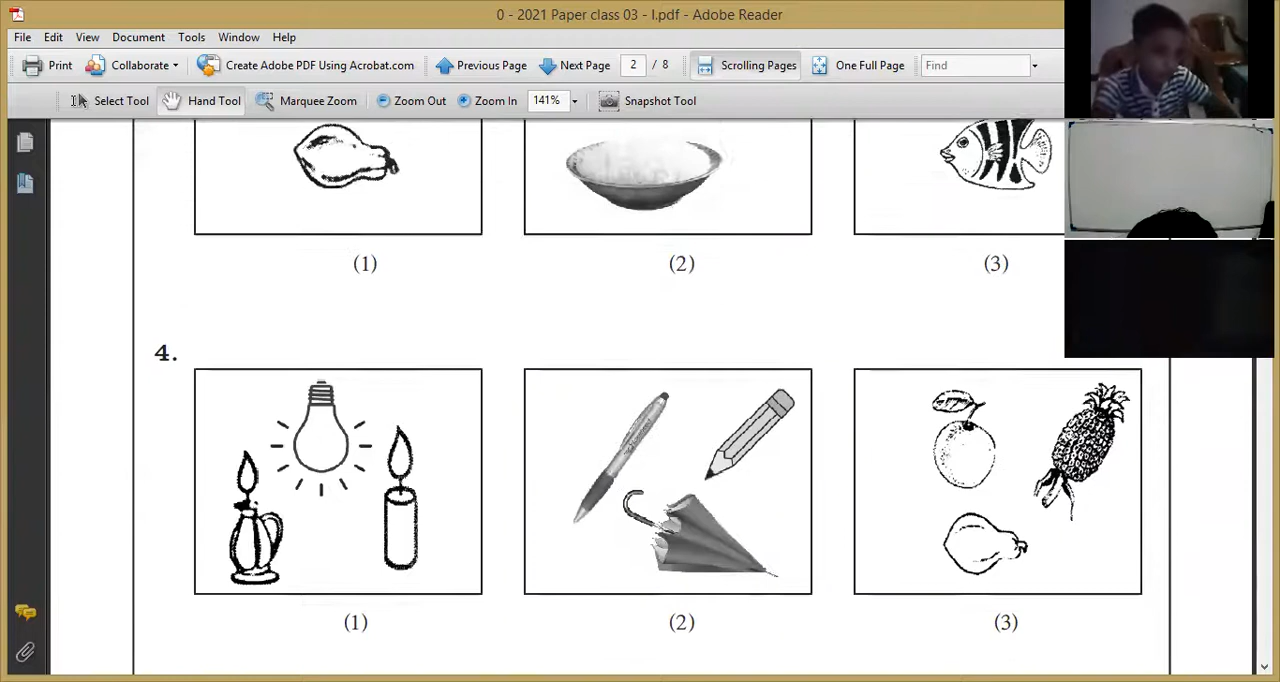 0 - 2021 Paper class 03 - I.pdf - Adobe Reader
File Edit View Document Tools Window Help
Print Collaborate Create Adobe PDF Using Acrobat.com Previous Page Next Page 2 / 8 Scrolling Pages One Full Page Find
Select Tool Hand Tool Marquee Zoom Zoom Out Zoom In 141% Snapshot Tool
(1) (2) (3)
4.
(1) (2) (3)